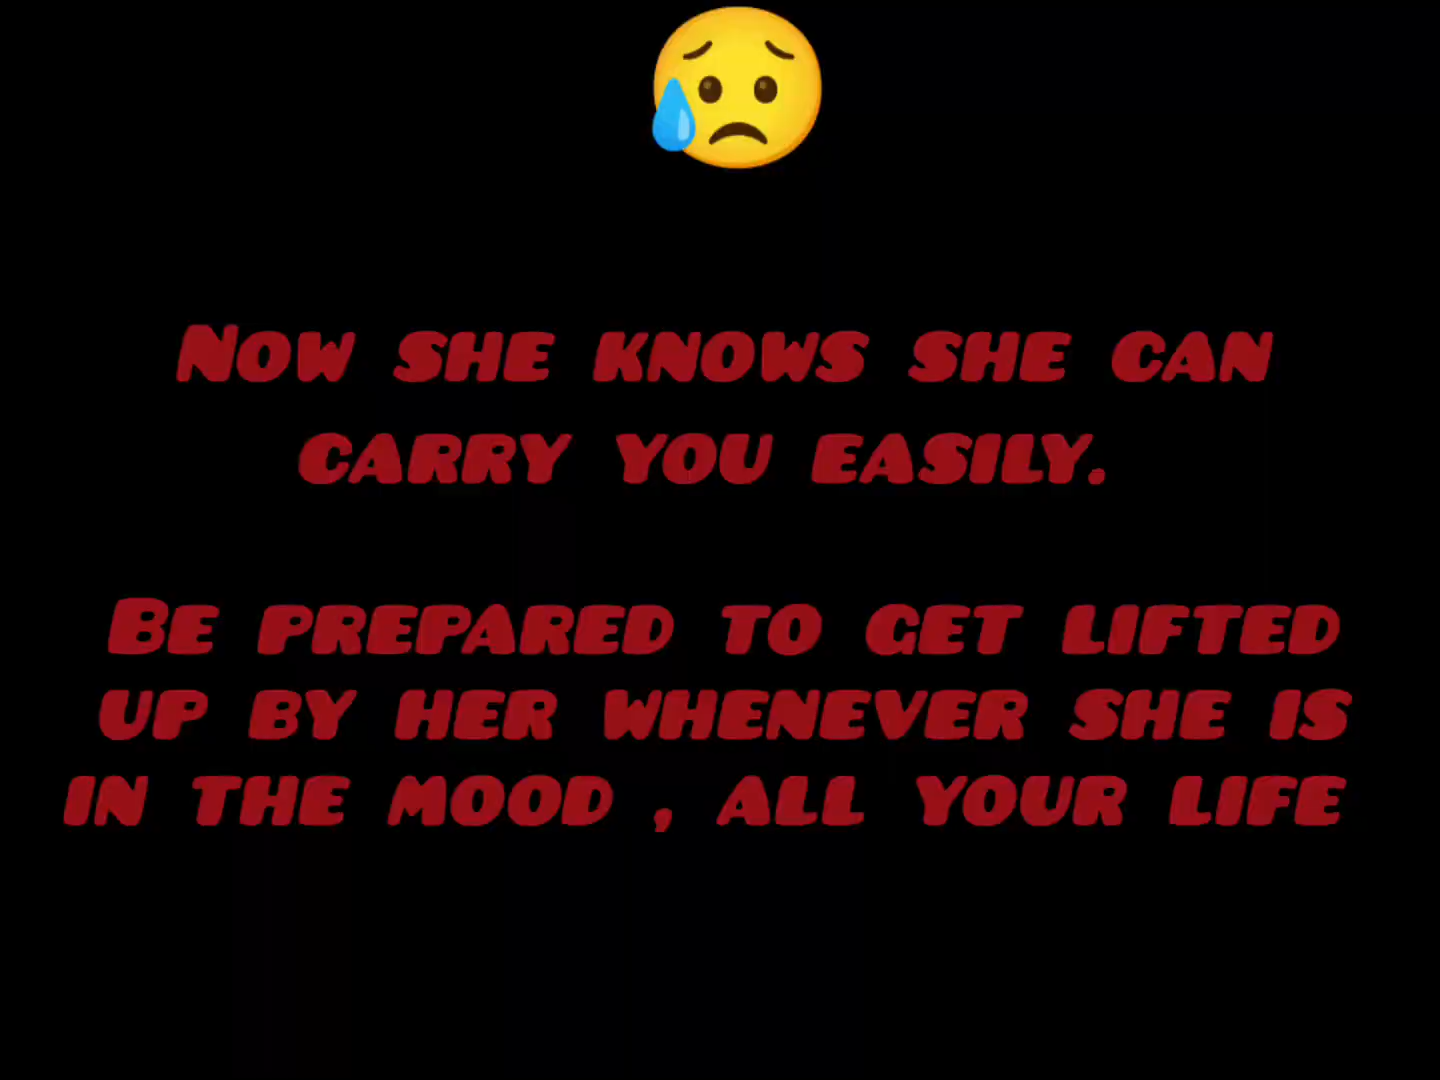 Now she knows she can
carry you easily.
Be prepared to get lifted
up by her whenever she is
in the mood , all your life